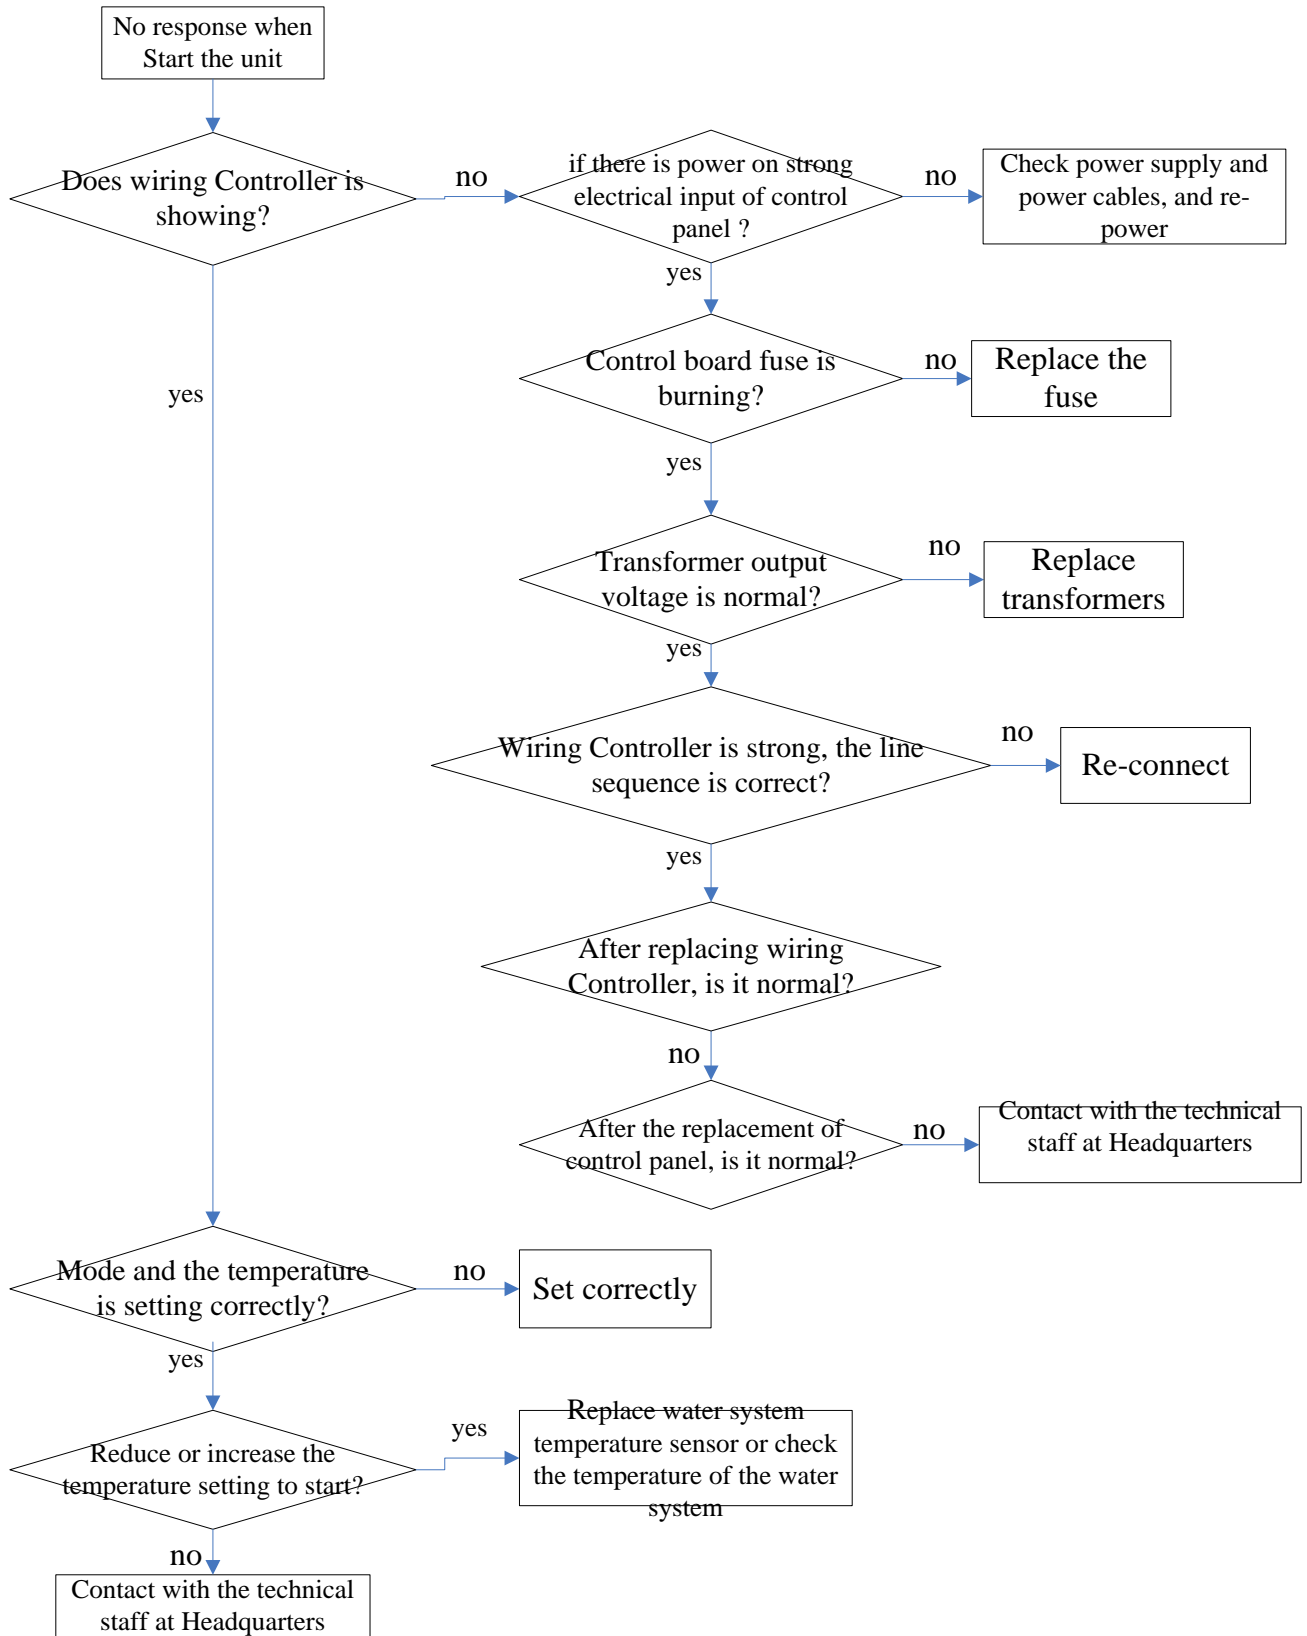 No response when
Start the unit
Does wiring Controller is
showing?
no
if there is power on strong
electrical input of control
panel ?
no
Check power supply and
power cables, and re-
power
yes
Control board fuse is
burning?
no
Replace the
fuse
yes
yes
Transformer output
voltage is normal?
no
Replace
transformers
yes
Wiring Controller is strong, the line
sequence is correct?
no
Re-connect
yes
After replacing wiring
Controller, is it normal?
no
After the replacement of
control panel, is it normal?
no
Contact with the technical
staff at Headquarters
Mode and the temperature
is setting correctly?
no
Set correctly
yes
Reduce or increase the
temperature setting to start?
yes
Replace water system
temperature sensor or check
the temperature of the water
system
no
Contact with the technical
staff at Headquarters